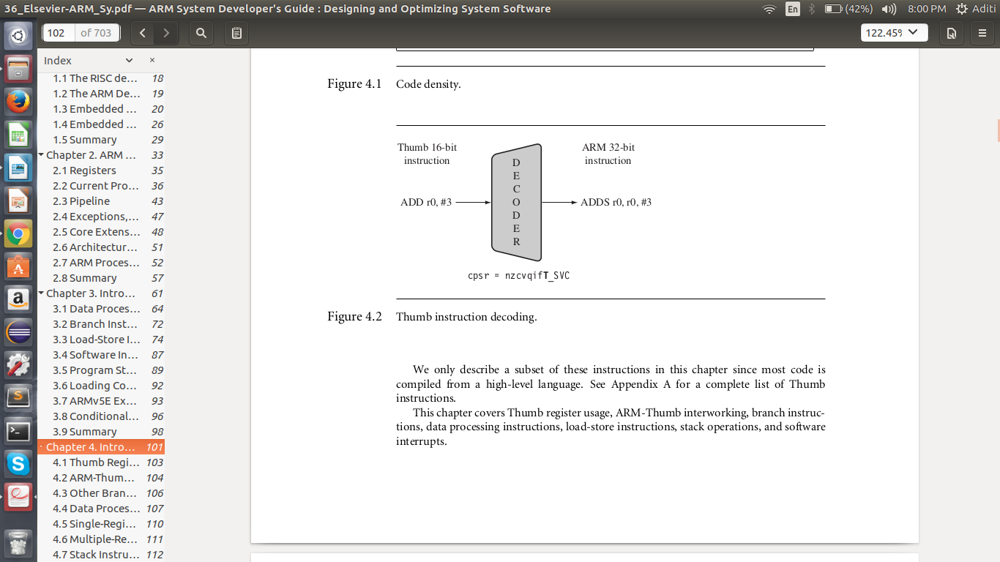 36_Elsevier-ARM_Sy.pdf — ARM System Developer's Guide : Designing and Optimizing System Software
En
(42%)
8:00 PM
Aditi
102
of 703
122.45%
Index
1.1 The RISC de... 18
1.2 The ARM De... 19
1.3 Embedded ... 20
1.4 Embedded ... 26
1.5 Summary 29
Chapter 2. ARM ... 33
2.1 Registers 35
2.2 Current Pro... 36
2.3 Pipeline 43
2.4 Exceptions,... 47
2.5 Core Extens... 48
2.6 Architectur... 51
2.7 ARM Proces... 52
2.8 Summary 57
Chapter 3. Intro... 61
3.1 Data Proces... 64
3.2 Branch Inst... 72
3.3 Load-Store I... 74
3.4 Software In... 87
3.5 Program St... 89
3.6 Loading Co... 92
3.7 ARMv5E Ex... 93
3.8 Conditional... 96
3.9 Summary 98
Chapter 4. Intro... 101
4.1 Thumb Regi... 103
4.2 ARM-Thum... 104
4.3 Other Bran... 106
4.4 Data Proces... 107
4.5 Single-Regi... 110
4.6 Multiple-Re... 111
4.7 Stack Instru... 112
Figure 4.1 Code density.
Thumb 16-bit
instruction
ADD r0, #3
DECODER
ARM 32-bit
instruction
ADDS r0, r0, #3
cpsr = nzcvqifT_SVC
Figure 4.2 Thumb instruction decoding.
We only describe a subset of these instructions in this chapter since most code is
compiled from a high-level language. See Appendix A for a complete list of Thumb
instructions.
This chapter covers Thumb register usage, ARM-Thumb interworking, branch instruc-
tions, data processing instructions, load-store instructions, stack operations, and software
interrupts.